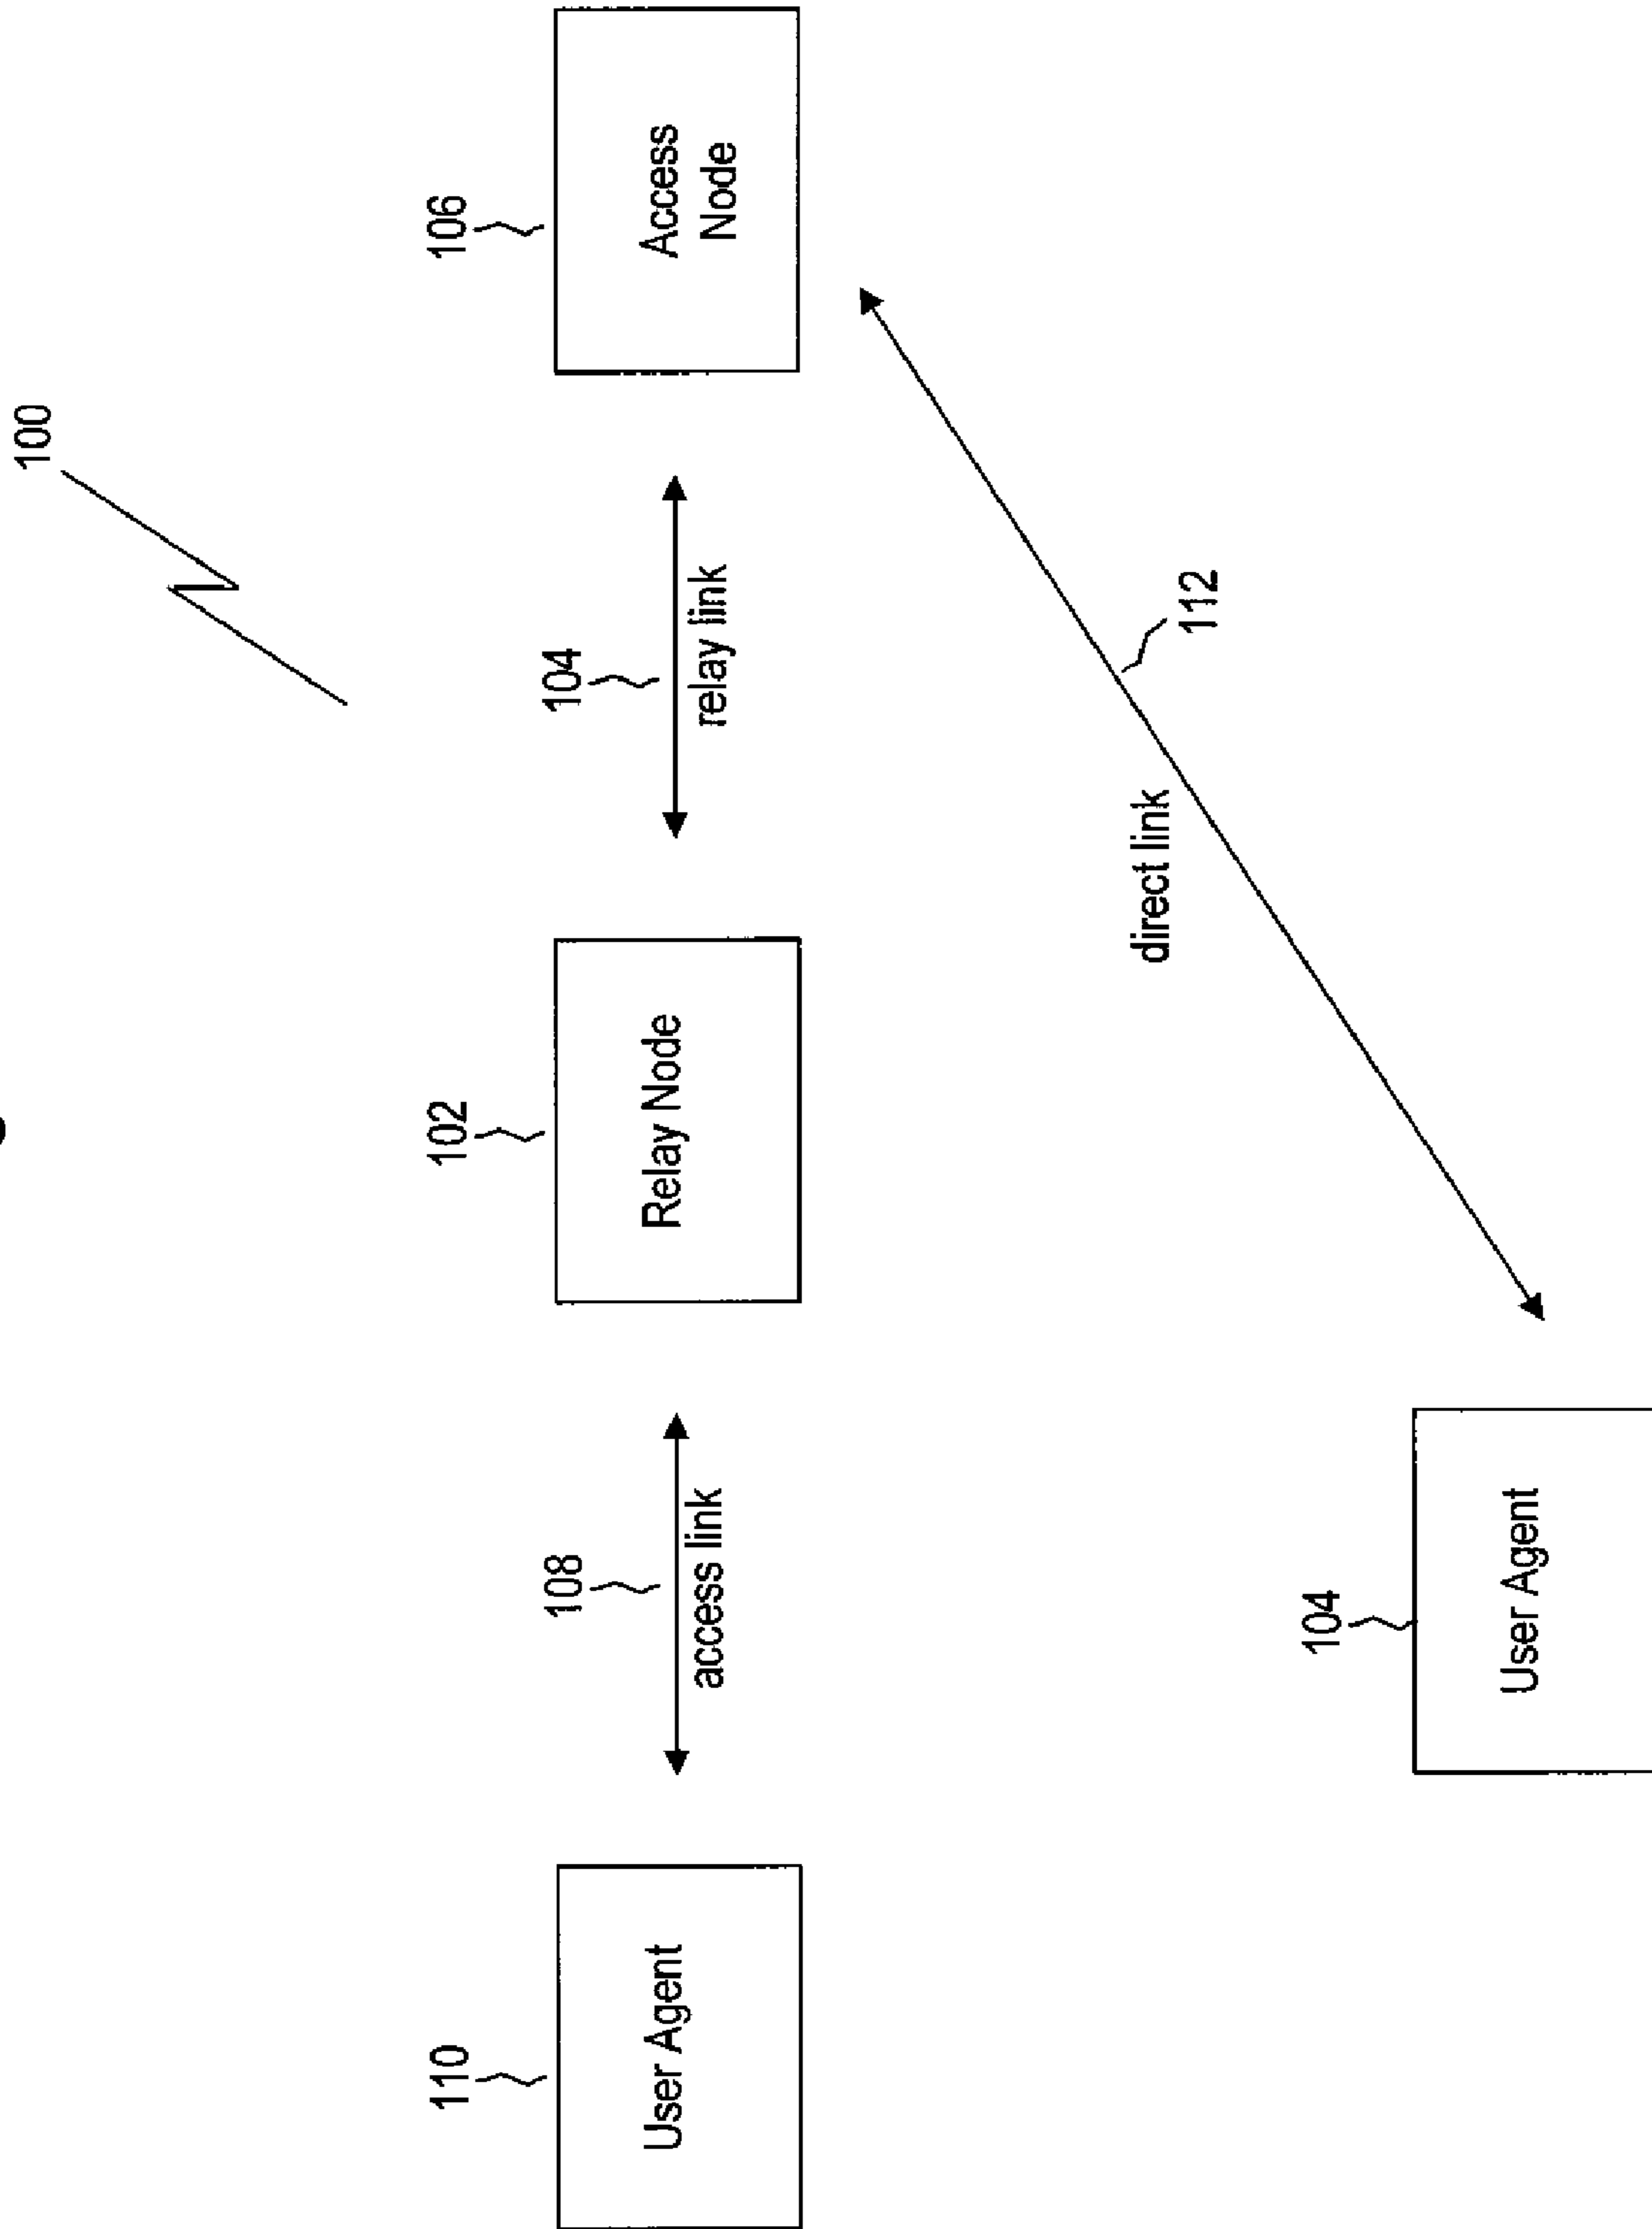 100
110
User Agent
108
access link
102
Relay Node
104
relay link
106
Access
Node
direct link
112
104
User Agent